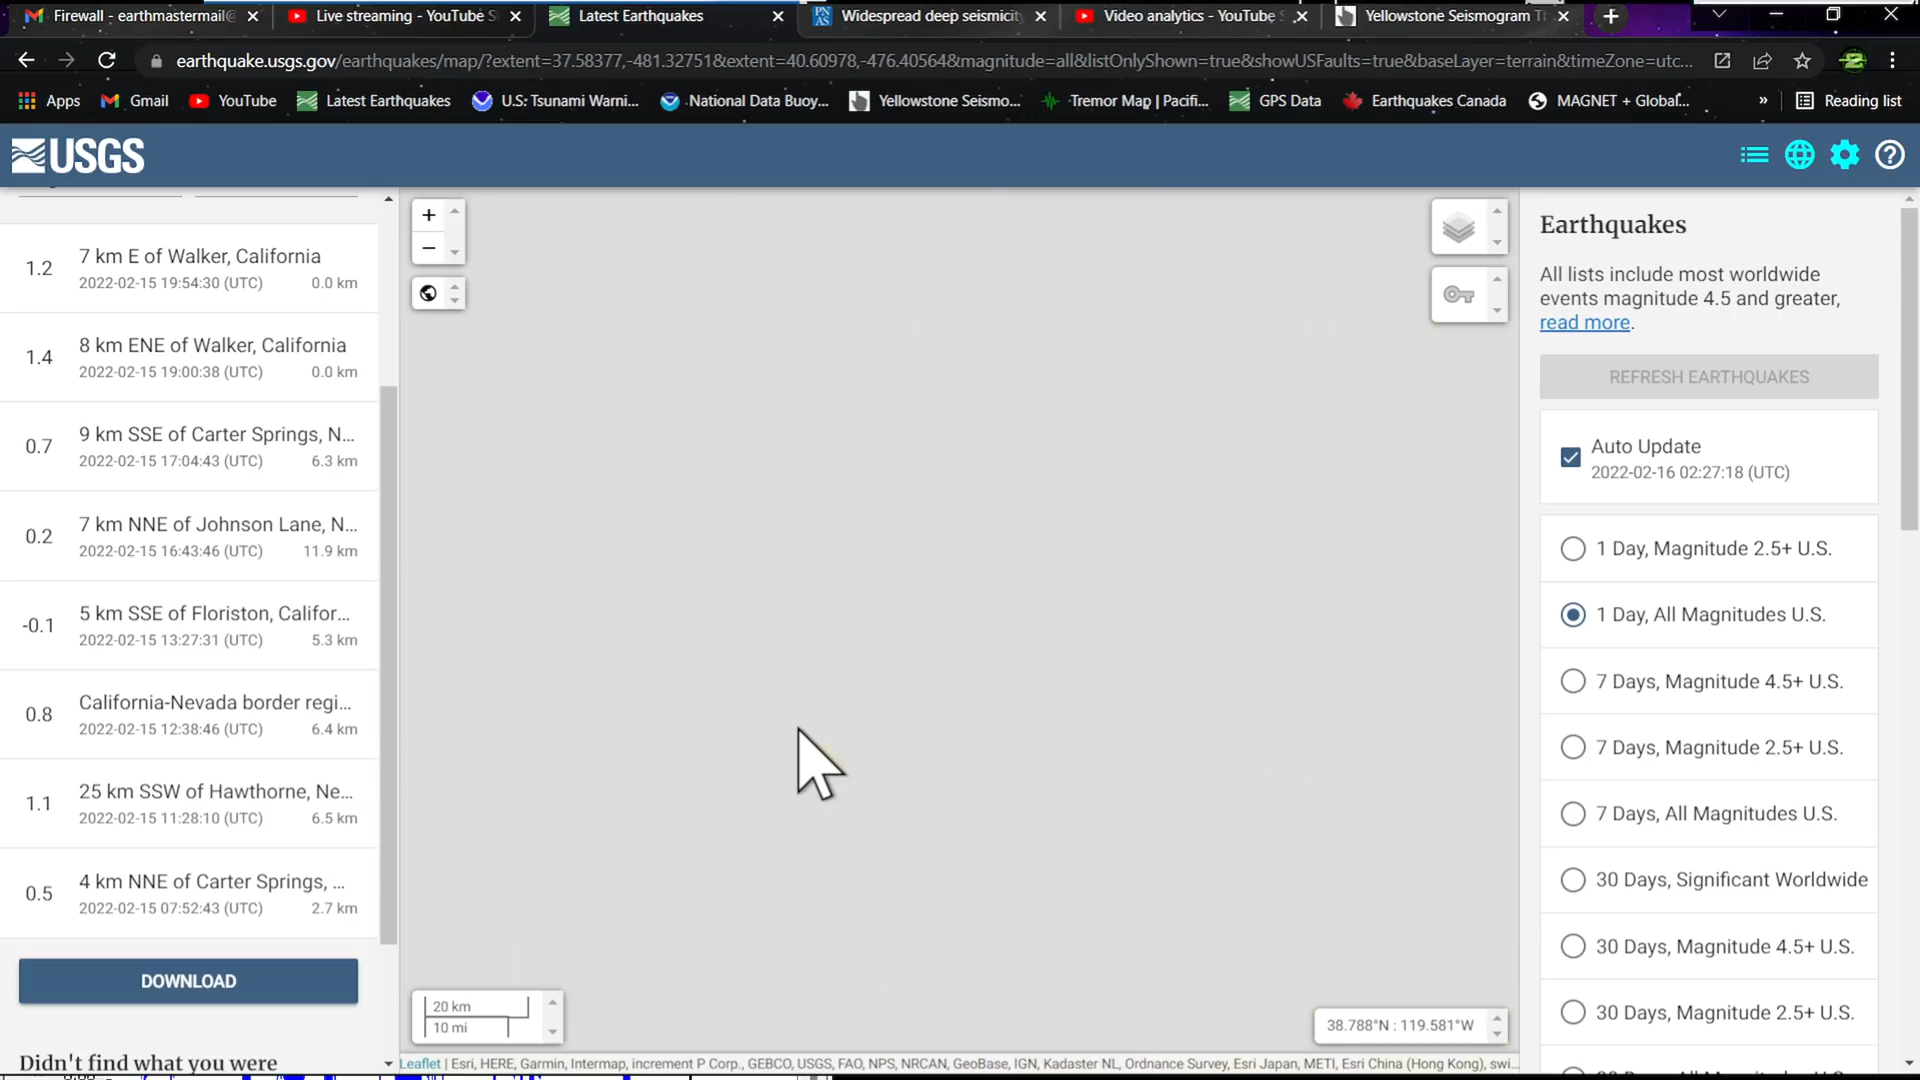 Firewall - earthmastermail@
Live streaming - YouTube S
Latest Earthquakes
Widespread deep seismicity
Video analytics - YouTube S
Yellowstone Seismogram T
earthquake.usgs.gov/earthquakes/map/?extent=37.58377,-481.32751&extent=40.60978,-476.40564&magnitude=all&listOnlyShown=true&showUSFaults=true&baseLayer=terrain&timeZone=utc...
Apps
Gmail
YouTube
Latest Earthquakes
U.S: Tsunami Warni...
National Data Buoy...
Yellowstone Seismo...
Tremor Map | Pacifi...
GPS Data
Earthquakes Canada
MAGNET + Global...
»
Reading list
USGS
1.2
7 km E of Walker, California
2022-02-15 19:54:30 (UTC) 0.0 km
1.4
8 km ENE of Walker, California
2022-02-15 19:00:38 (UTC) 0.0 km
0.7
9 km SSE of Carter Springs, N...
2022-02-15 17:04:43 (UTC) 6.3 km
0.2
7 km NNE of Johnson Lane, N...
2022-02-15 16:43:46 (UTC) 11.9 km
-0.1
5 km SSE of Floriston, Califor...
2022-02-15 13:27:31 (UTC) 5.3 km
0.8
California-Nevada border regi...
2022-02-15 12:38:46 (UTC) 6.4 km
1.1
25 km SSW of Hawthorne, Ne...
2022-02-15 11:28:10 (UTC) 6.5 km
0.5
4 km NNE of Carter Springs, ...
2022-02-15 07:52:43 (UTC) 2.7 km
DOWNLOAD
Didn't find what you were
+
−
20 km
10 mi
38.788°N : 119.581°W
Leaflet | Esri, HERE, Garmin, Intermap, increment P Corp., GEBCO, USGS, FAO, NPS, NRCAN, GeoBase, IGN, Kadaster NL, Ordnance Survey, Esri Japan, METI, Esri China (Hong Kong), swi...
Earthquakes
All lists include most worldwide
events magnitude 4.5 and greater,
read more.
REFRESH EARTHQUAKES
Auto Update
2022-02-16 02:27:18 (UTC)
1 Day, Magnitude 2.5+ U.S.
1 Day, All Magnitudes U.S.
7 Days, Magnitude 4.5+ U.S.
7 Days, Magnitude 2.5+ U.S.
7 Days, All Magnitudes U.S.
30 Days, Significant Worldwide
30 Days, Magnitude 4.5+ U.S.
30 Days, Magnitude 2.5+ U.S.